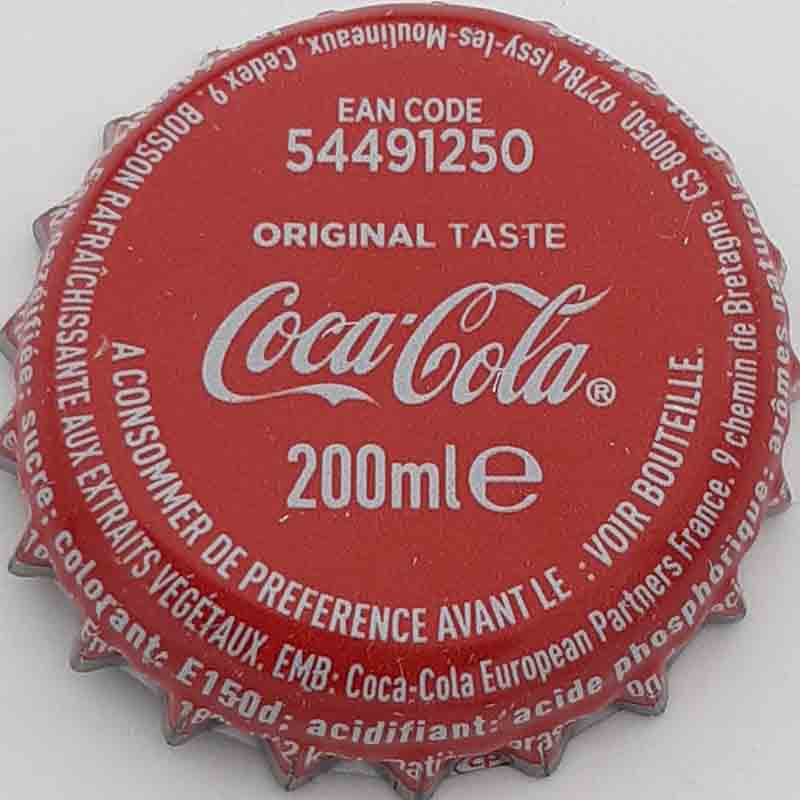 EAN CODE
54491250
ORIGINAL TASTE
Coca-Cola®
200ml e
A CONSOMMER DE PREFERENCE AVANT LE : VOIR BOUTEILLE.
BOISSON RAFRAÎCHISSANTE AUX EXTRAITS VÉGÉTAUX. EMB: Coca-Cola European Partners France. 9 chemin de Bretagne, CS 80050, 92784 Issy-les-Moulineaux, Cedex 9.
sucre; colorant: E150d; acidifiant: acide phosphorique; arômes naturels